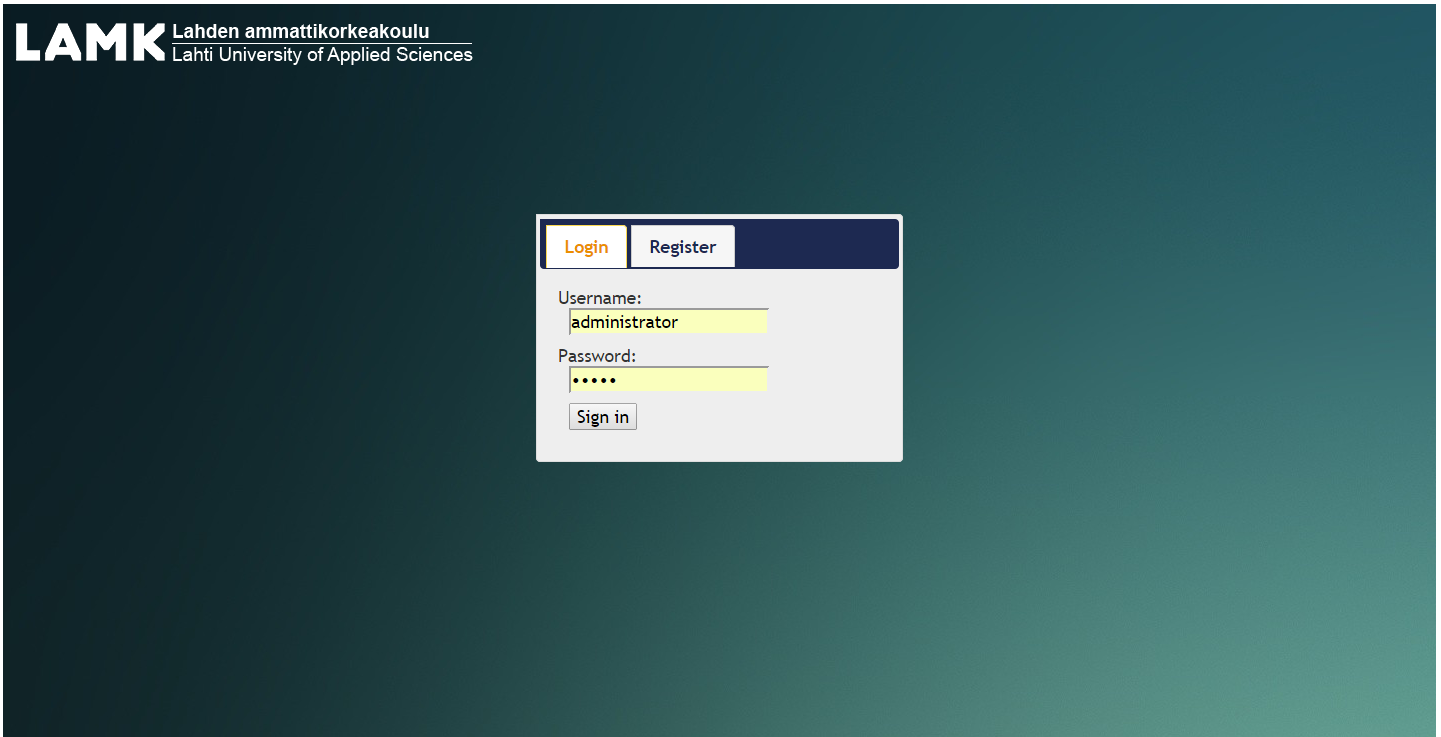 LAMK
Lahden ammattikorkeakoulu
Lahti University of Applied Sciences
Login Register
Username:
administrator
Password:
•••••
Sign in